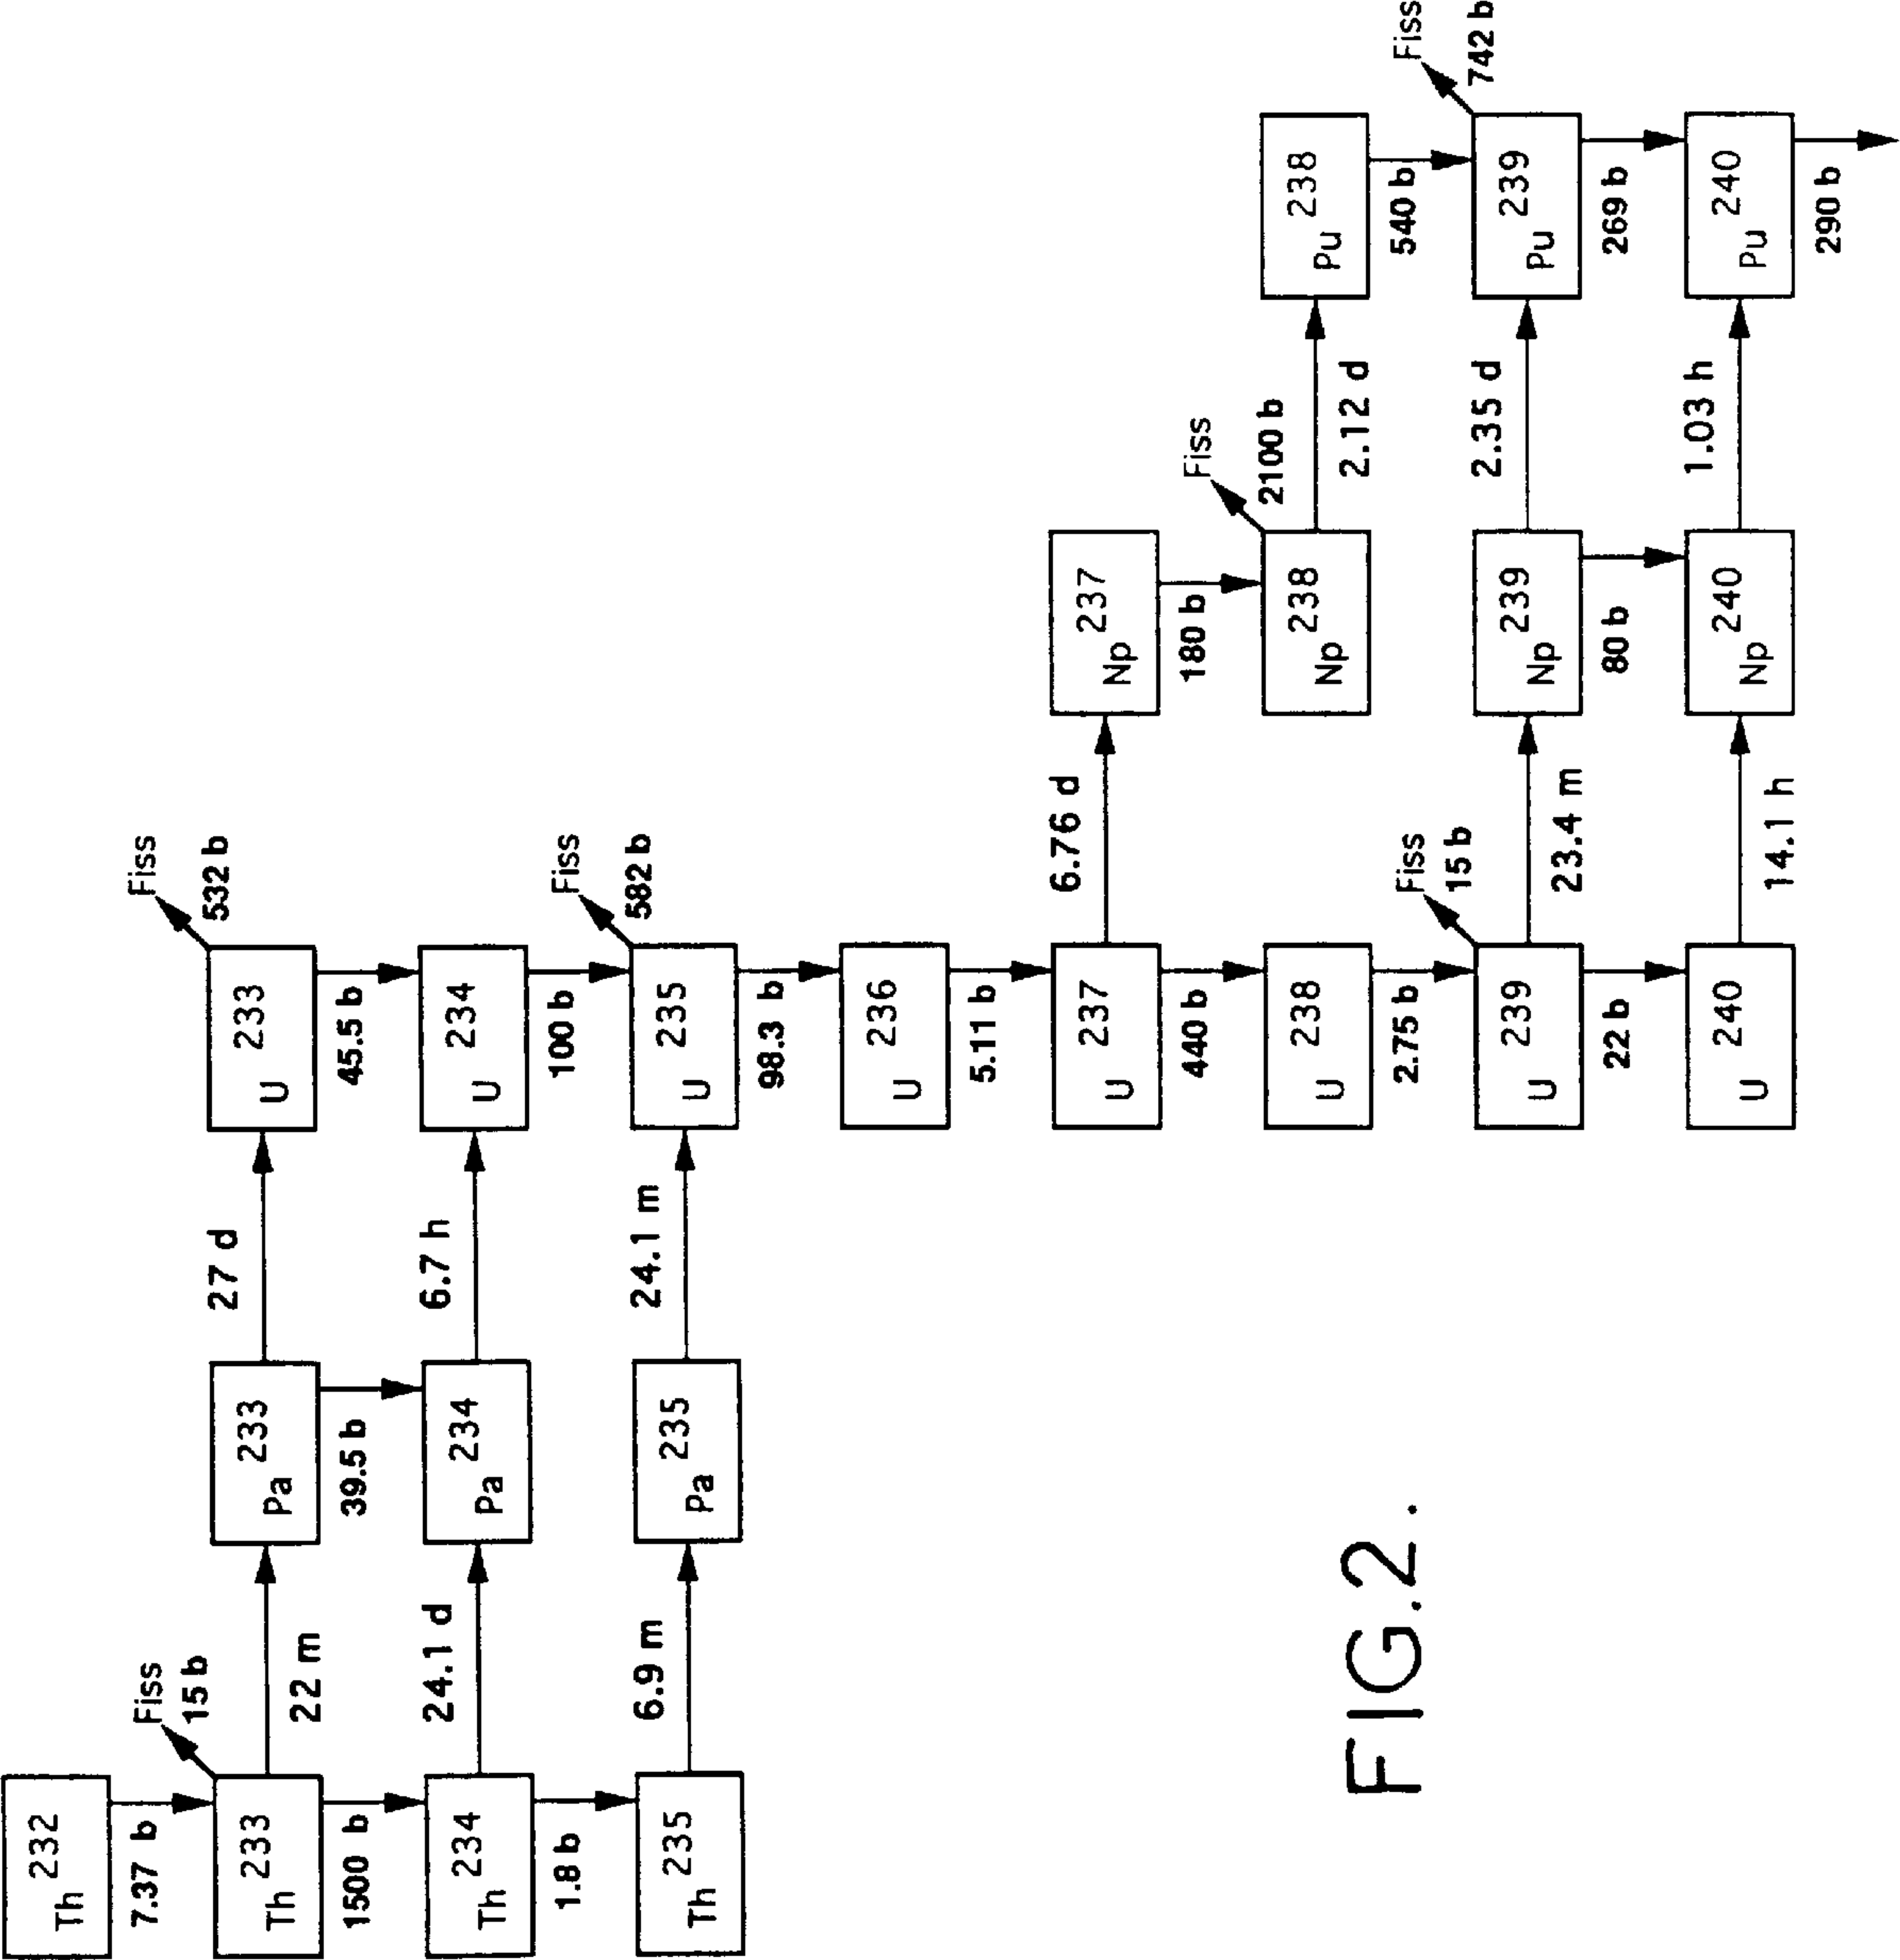 Th 232
7.37 b
Fiss
15 b
Th 233
22 m
1500 b
Th 234
24.1 d
1.8 b
Th 235
6.9 m
Pa 233
27 d
39.5 b
Pa 234
6.7 h
Pa 235
24.1 m
Fiss
532 b
U 233
45.5 b
U 234
100 b
Fiss
582 b
U 235
98.3 b
U 236
5.11 b
U 237
6.76 d
440 b
U 238
2.75 b
Fiss
15 b
U 239
23.4 m
22 b
U 240
14.1 h
Np 237
180 b
Fiss
2100 b
Np 238
2.12 d
Np 239
2.35 d
80 b
Np 240
1.03 h
Pu 238
540 b
Fiss
742 b
Pu 239
269 b
Pu 240
290 b
FIG.2.